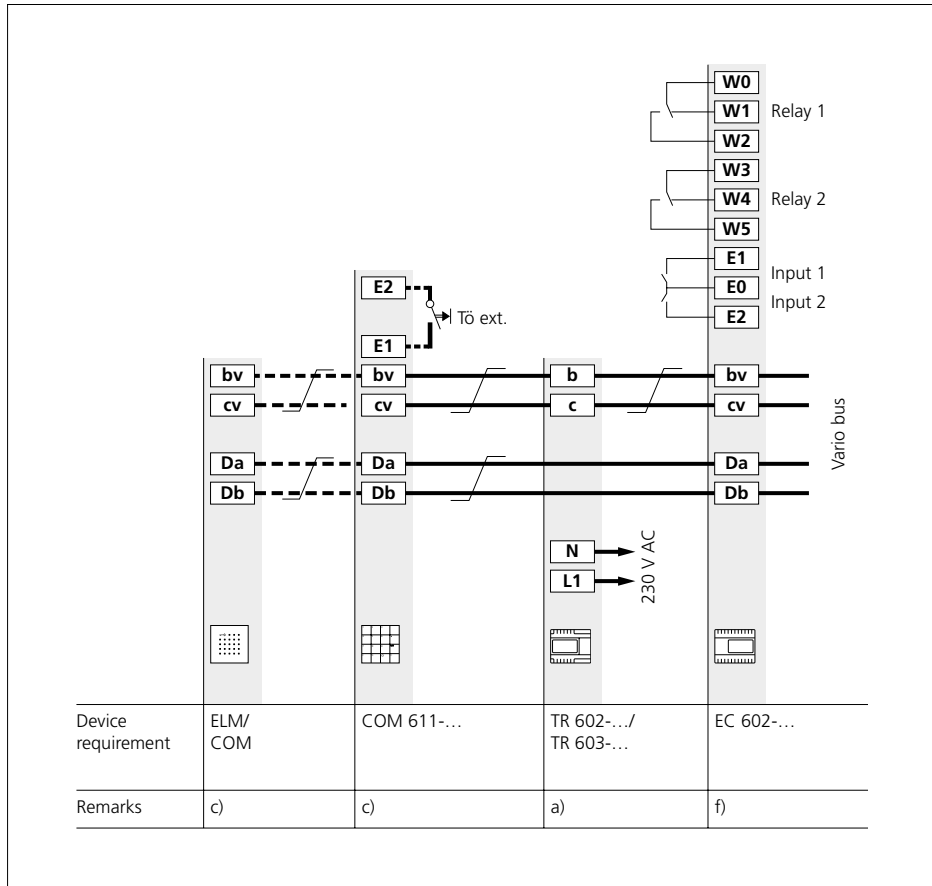 W0
W1 Relay 1
W2
W3
W4 Relay 2
W5
E1
Input 1
E2 E0
Input 2
Tö ext. E2
E1
bv bv b bv
cv cv c cv
Vario bus
Da Da Da
Db Db Db
N
230 V AC
L1
Device ELM/ COM 611-... TR 602-.../ EC 602-...
requirement COM TR 603-...
Remarks c) c) a) f)